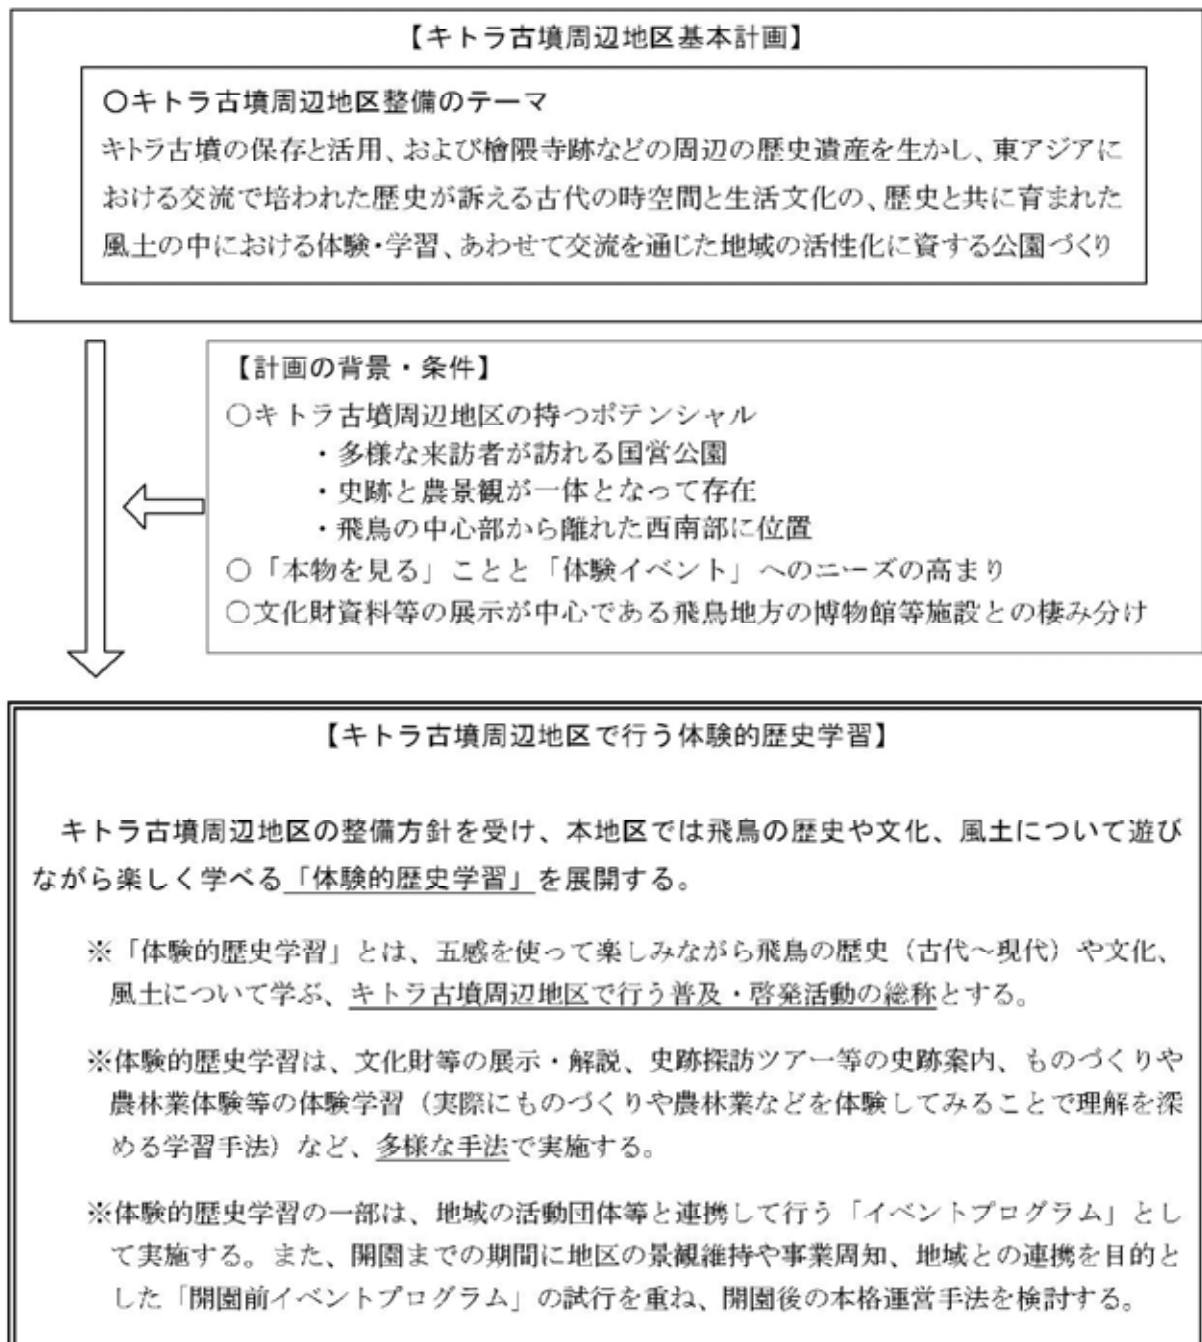 【キトラ古墳周辺地区基本計画】
〇キトラ古墳周辺地区整備のテーマ
キトラ古墳の保存と活用、および檜隈寺跡などの周辺の歴史遺産を生かし、東アジアに
おける交流で培われた歴史が訴える古代の時空間と生活文化の、歴史と共に育まれた
風土の中における体験・学習、あわせて交流を通じた地域の活性化に資する公園づくり
【計画の背景・条件】
〇キトラ古墳周辺地区の持つポテンシャル
・多様な来訪者が訪れる国営公園
・史跡と農景観が一体となって存在
・飛鳥の中心部から離れた西南部に位置
〇「本物を見る」ことと「体験イベント」へのニーズの高まり
〇文化財資料等の展示が中心である飛鳥地方の博物館等施設との棲み分け
【キトラ古墳周辺地区で行う体験的歴史学習】
キトラ古墳周辺地区の整備方針を受け、本地区では飛鳥の歴史や文化、風土について遊び
ながら楽しく学べる「体験的歴史学習」を展開する。
※「体験的歴史学習」とは、五感を使って楽しみながら飛鳥の歴史（古代～現代）や文化、
風土について学ぶ、キトラ古墳周辺地区で行う普及・啓発活動の総称とする。
※体験的歴史学習は、文化財等の展示・解説、史跡探訪ツアー等の史跡案内、ものづくりや
農林業体験等の体験学習（実際にものづくりや農林業などを体験してみることで理解を深
める学習手法）など、多様な手法で実施する。
※体験的歴史学習の一部は、地域の活動団体等と連携して行う「イベントプログラム」とし
て実施する。また、開園までの期間に地区の景観維持や事業周知、地域との連携を目的と
した「開園前イベントプログラム」の試行を重ね、開園後の本格運営手法を検討する。